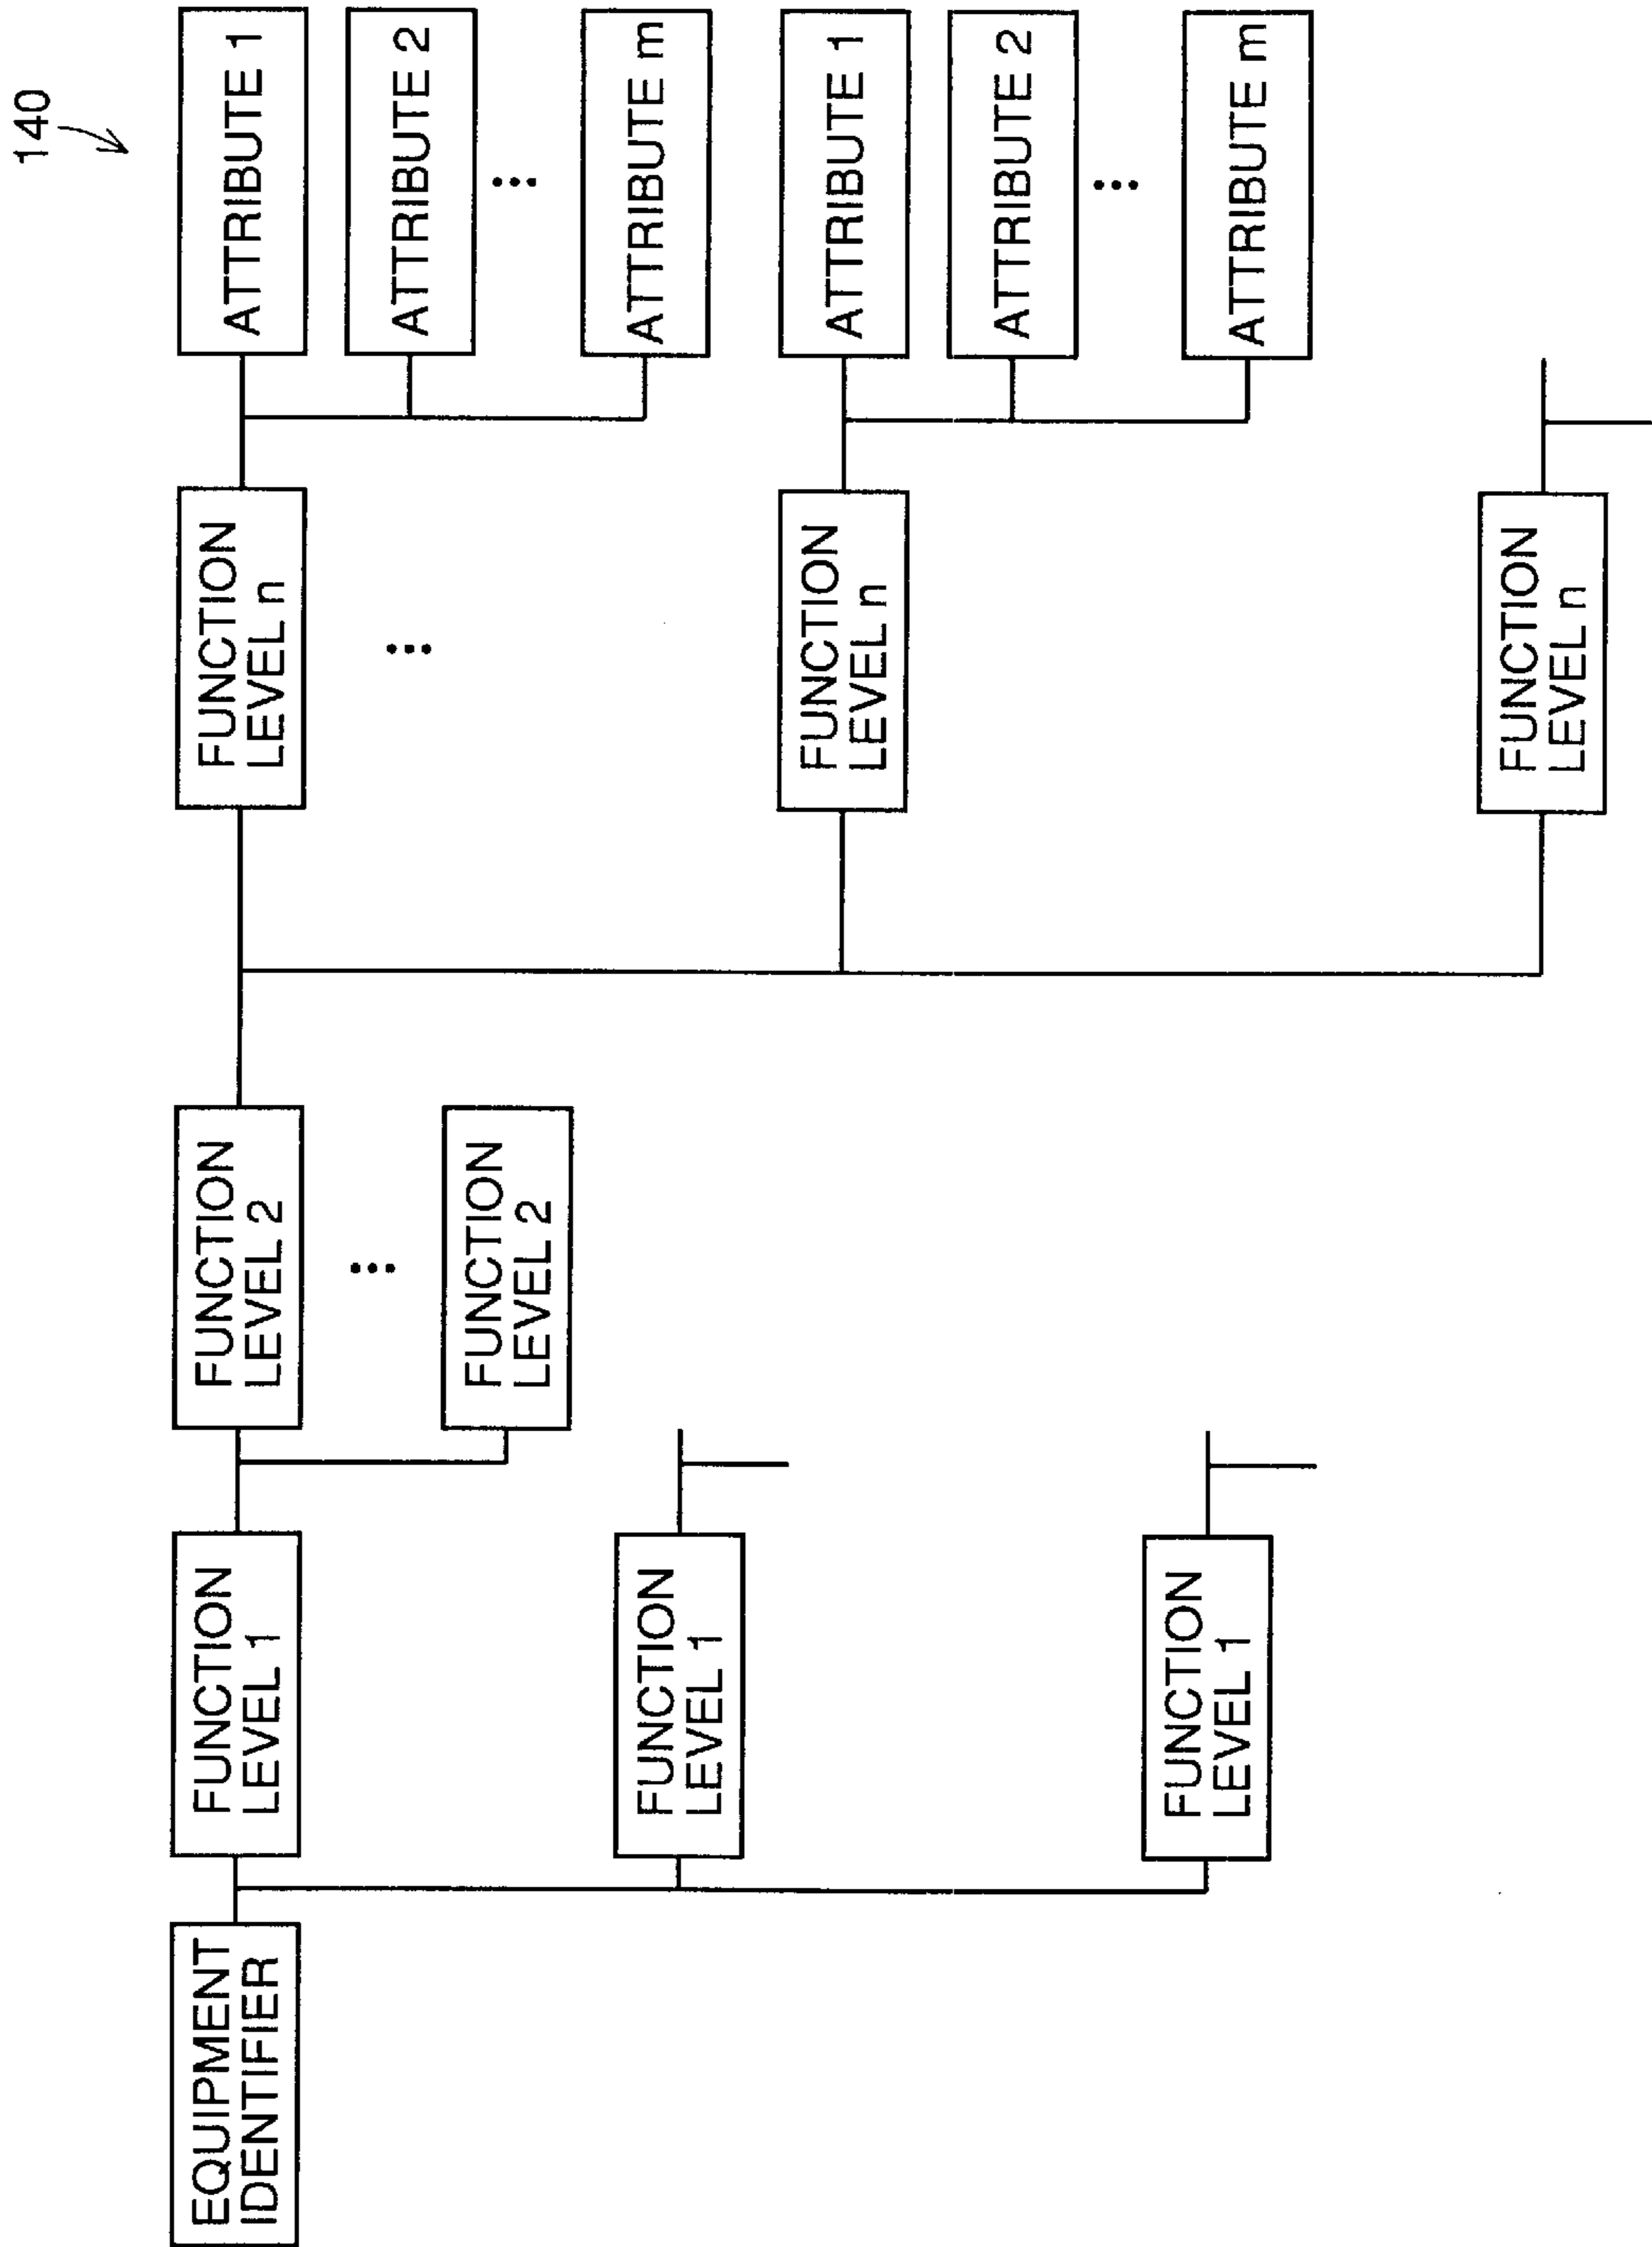 140
EQUIPMENT
IDENTIFIER
FUNCTION
LEVEL 1
FUNCTION
LEVEL 2
FUNCTION
LEVEL n
ATTRIBUTE 1
ATTRIBUTE 2
...
ATTRIBUTE m
...
FUNCTION
LEVEL 2
...
FUNCTION
LEVEL 1
FUNCTION
LEVEL n
ATTRIBUTE 1
ATTRIBUTE 2
...
ATTRIBUTE m
FUNCTION
LEVEL 1
FUNCTION
LEVEL n